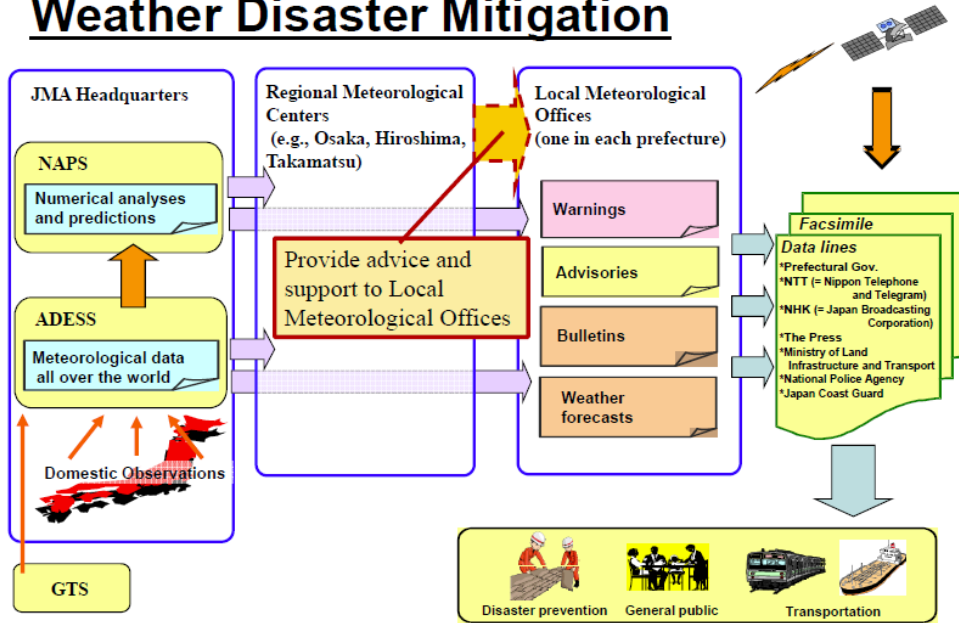 Weather Disaster Mitigation
JMA Headquarters
NAPS
Numerical analyses
and predictions
ADESS
Meteorological data
all over the world
Domestic Observations
GTS
Regional Meteorological
Centers
(e.g., Osaka, Hiroshima,
Takamatsu)
Provide advice and
support to Local
Meteorological Offices
Local Meteorological
Offices
(one in each prefecture)
Warnings
Advisories
Bulletins
Weather
forecasts
Facsimile
Data lines
*Prefectural Gov.
*NTT (= Nippon Telephone
and Telegram)
*NHK (= Japan Broadcasting
Corporation)
*The Press
*Ministry of Land
Infrastructure and Transport
*National Police Agency
*Japan Coast Guard
Disaster prevention
General public
Transportation